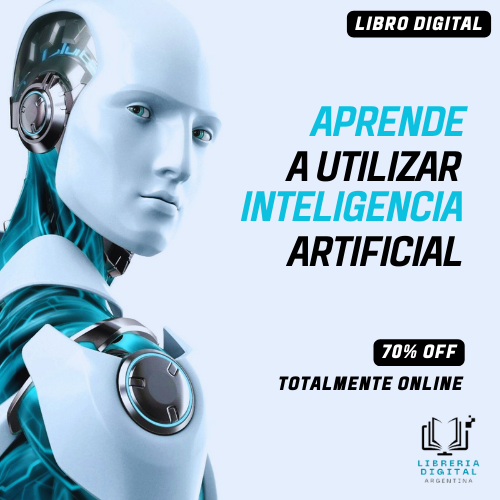 LIBRO DIGITAL
APRENDE
A UTILIZAR
INTELIGENCIA
ARTIFICIAL
70% OFF
TOTALMENTE ONLINE
LIBRERIA
DIGITAL
ARGENTINA